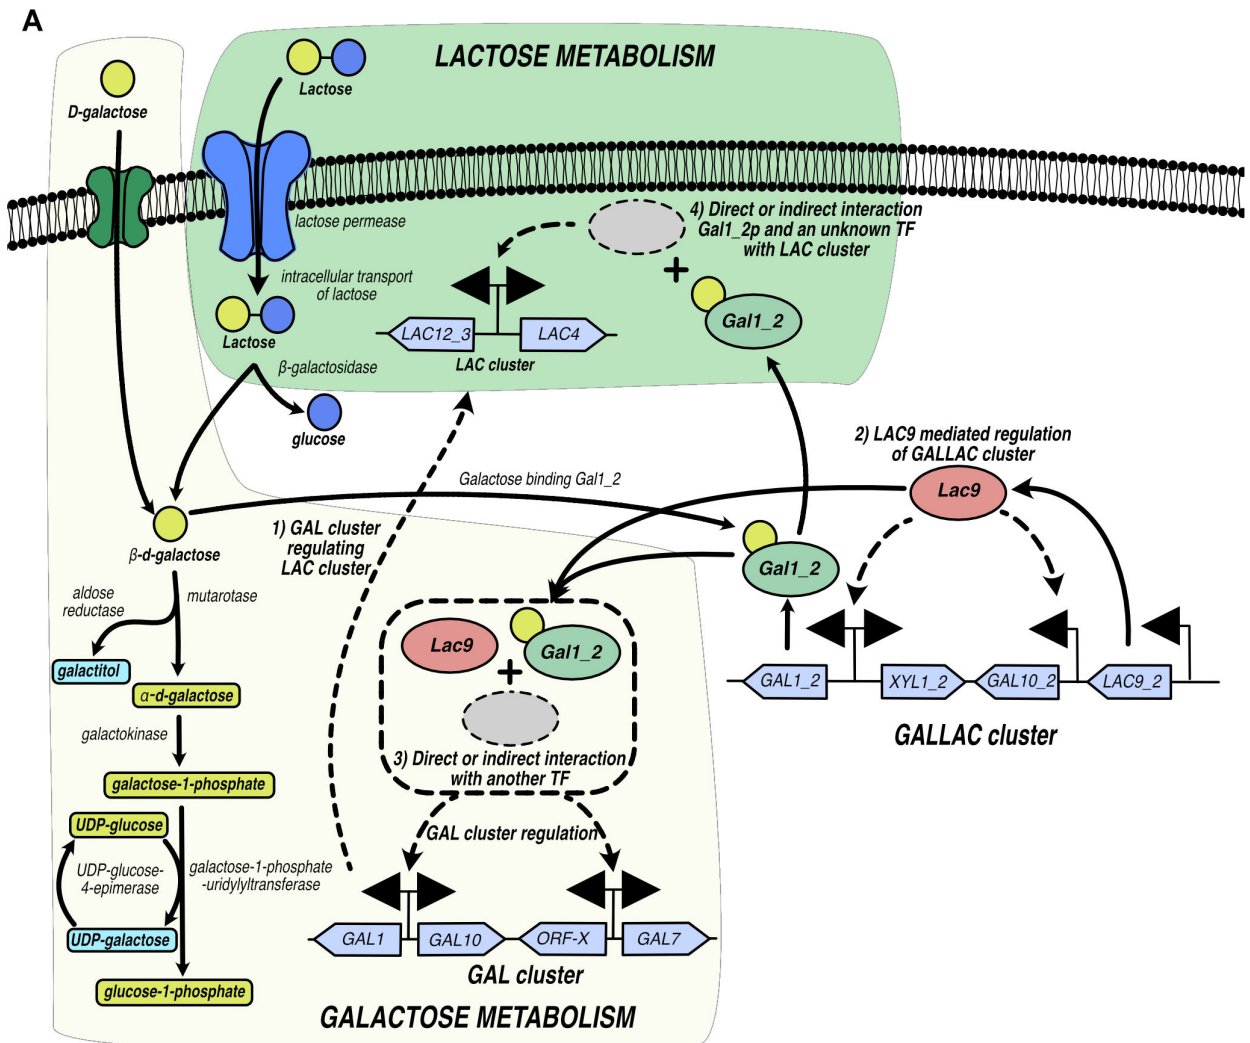 A
LACTOSE METABOLISM
D-galactose
Lactose
lactose permease
intracellular transport
of lactose
Lactose
β-galactosidase
glucose
4) Direct or indirect interaction
Gal1_2p and an unknown TF
with LAC cluster
+
Gal1_2
LAC12_3
LAC4
LAC cluster
2) LAC9 mediated regulation
of GALLAC cluster
Lac9
Galactose binding Gal1_2
1) GAL cluster
regulating
LAC cluster
Gal1_2
β-d-galactose
aldose
reductase
mutarotase
galactitol
α-d-galactose
galactokinase
galactose-1-phosphate
UDP-glucose
UDP-glucose-
4-epimerase
galactose-1-phosphate
-uridylyltransferase
UDP-galactose
glucose-1-phosphate
Lac9
Gal1_2
+
3) Direct or indirect interaction
with another TF
GAL cluster regulation
GAL1
GAL10
ORF-X
GAL7
GAL cluster
GALACTOSE METABOLISM
GAL1_2
XYL1_2
GAL10_2
LAC9_2
GALLAC cluster